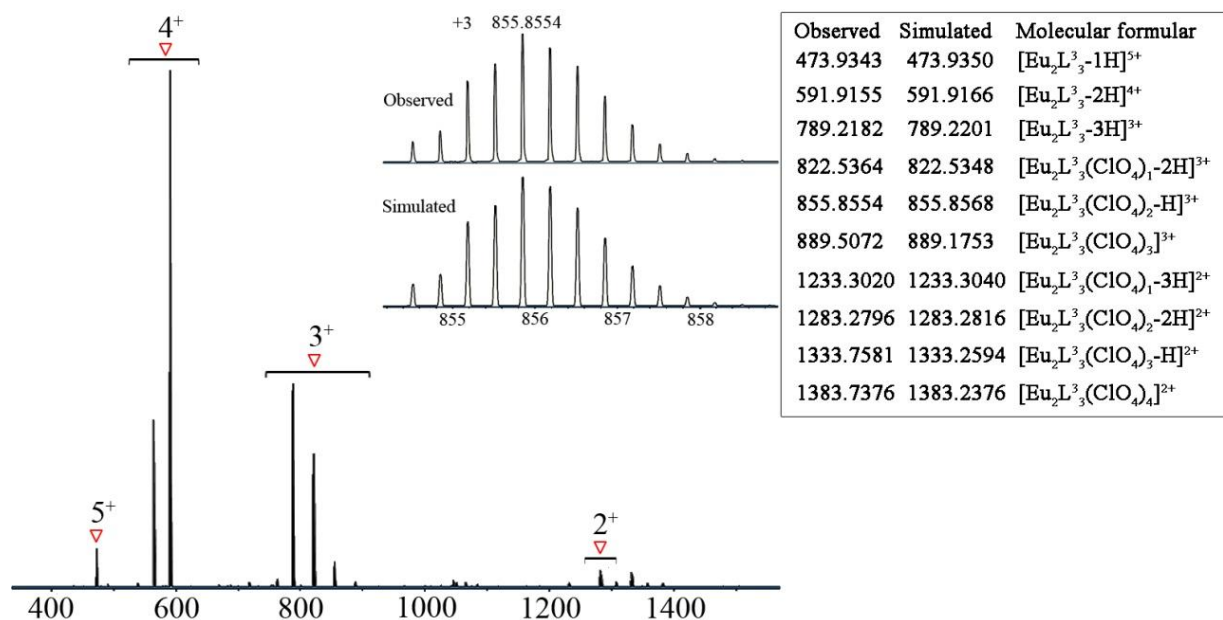 4⁺
+3 855.8554
Observed
Simulated
855 856 857 858
3⁺
5⁺
2⁺
400 600 800 1000 1200 1400
Observed Simulated Molecular formular
473.9343 473.9350 [Eu₂L³₃-1H]⁵⁺
591.9155 591.9166 [Eu₂L³₃-2H]⁴⁺
789.2182 789.2201 [Eu₂L³₃-3H]³⁺
822.5364 822.5348 [Eu₂L³₃(ClO₄)₁-2H]³⁺
855.8554 855.8568 [Eu₂L³₃(ClO₄)₂-H]³⁺
889.5072 889.1753 [Eu₂L³₃(ClO₄)₃]³⁺
1233.3020 1233.3040 [Eu₂L³₃(ClO₄)₁-3H]²⁺
1283.2796 1283.2816 [Eu₂L³₃(ClO₄)₂-2H]²⁺
1333.7581 1333.2594 [Eu₂L³₃(ClO₄)₃-H]²⁺
1383.7376 1383.2376 [Eu₂L³₃(ClO₄)₄]²⁺